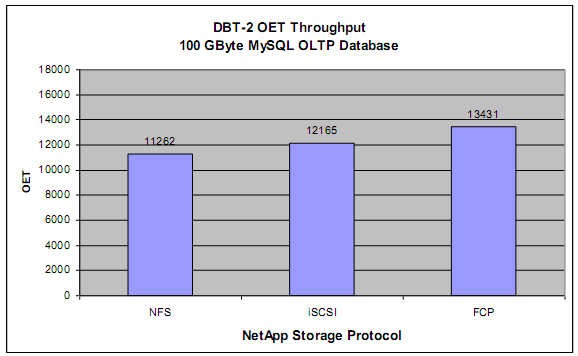 DBT-2 OET Throughput
100 GByte MySQL OLTP Database
18000
16000
14000
12000
10000
8000
6000
4000
2000
0
OET
11262
12165
13431
NFS
iSCSI
FCP
NetApp Storage Protocol